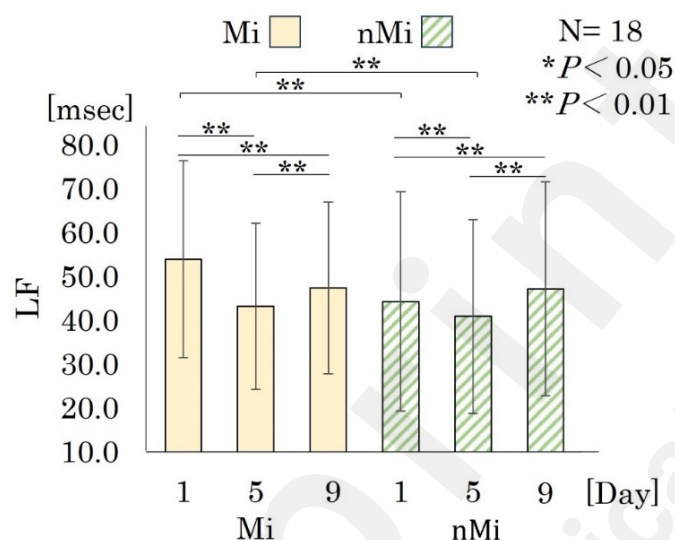 Mi nMi N= 18
*P< 0.05
**P< 0.01
**
**
[msec]
** **
** **
** **
80.0
70.0
60.0
50.0
40.0
30.0
20.0
10.0
LF
1 5 9 1 5 9 [Day]
Mi nMi